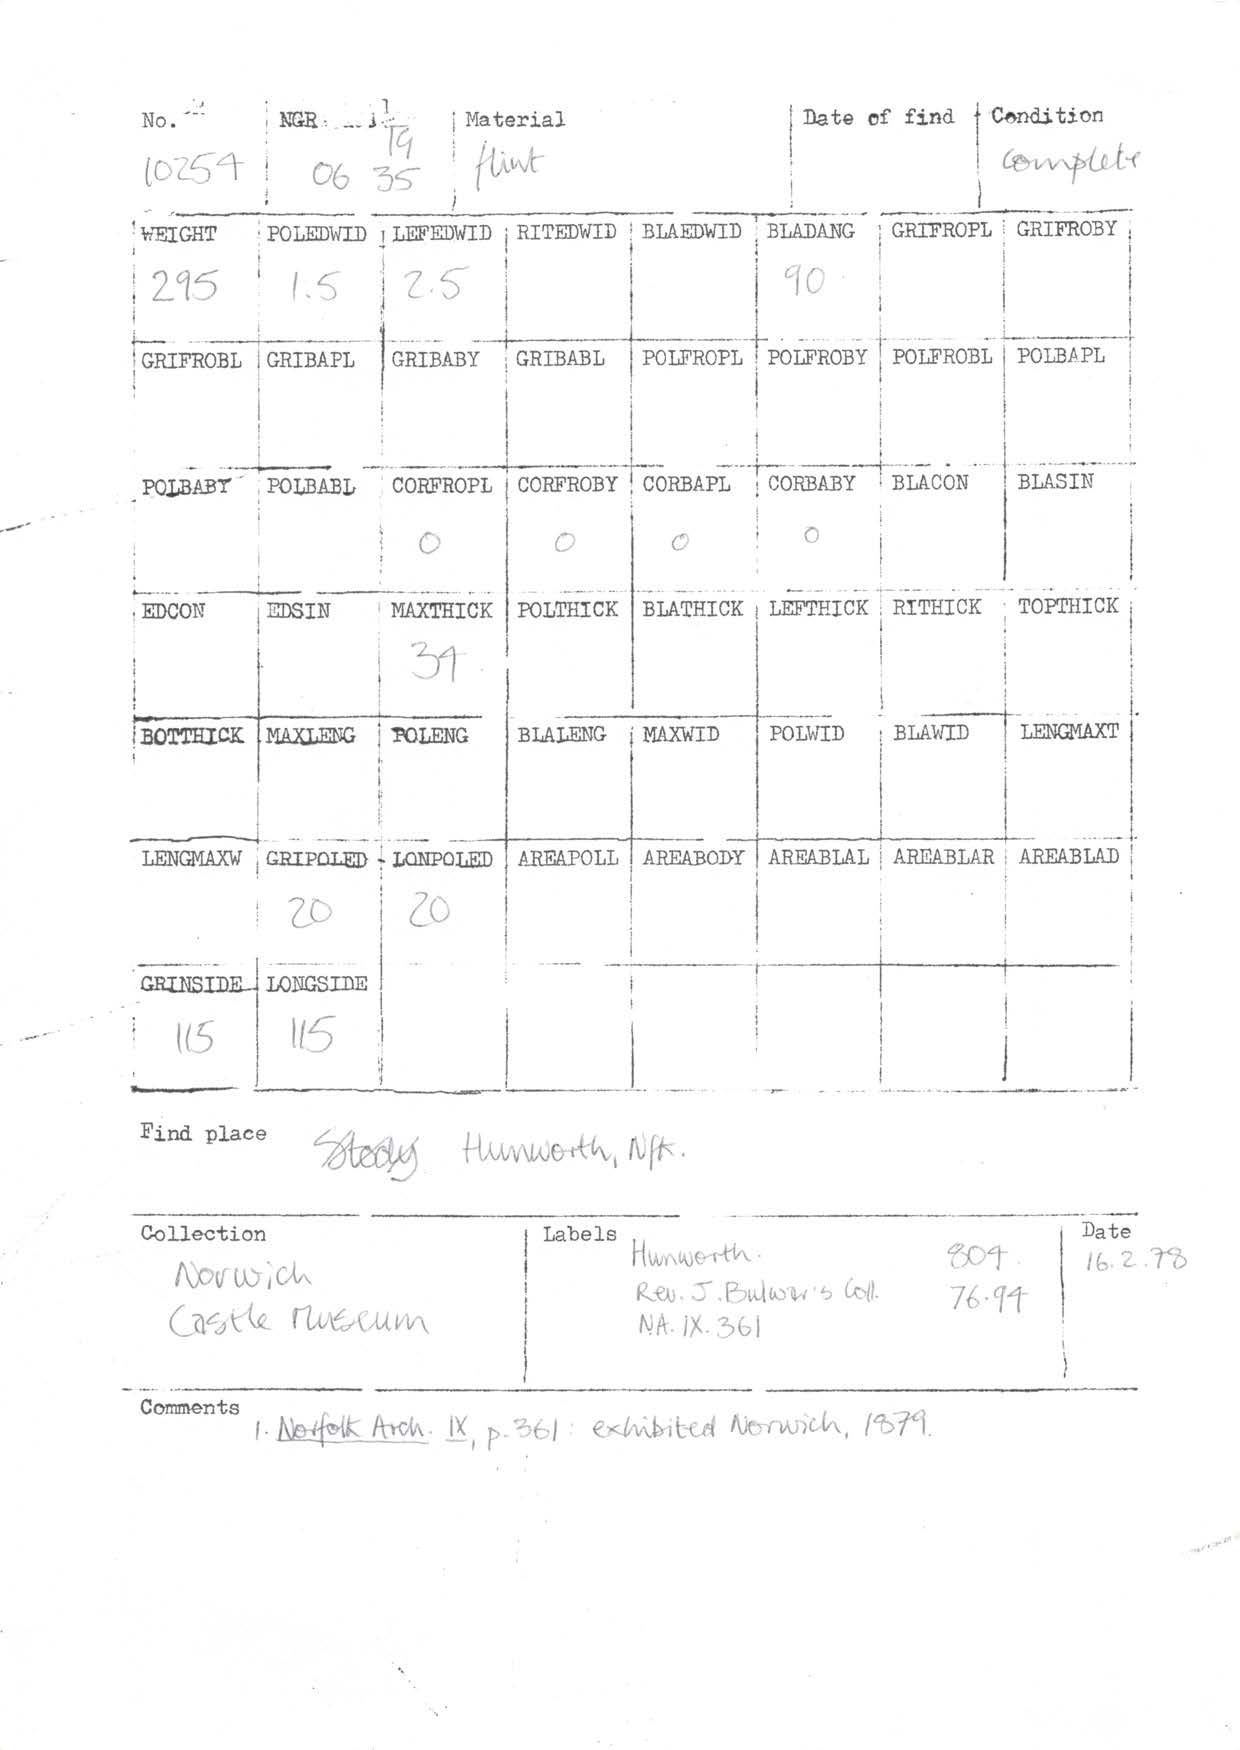 No. NGR Material Date of find Condition
10254 TG 06 35 flint complete
WEIGHT POLEDWID LEFEDWID RITEDWID BLAEDWID BLADANG GRIFROPL GRIFROBY
295 1.5 2.5 90
GRIFROBL GRIBAPL GRIBABY GRIBABL POLFROPL POLFROBY POLFROBL POLBAPL
POLBABY POLBABL CORFROPL CORFROBY CORBAPL CORBABY BLACON BLASIN
0 0 0 0
EDCON EDSIN MAXTHICK POLTHICK BLATHICK LEFTHICK RITHICK TOPTHICK
34
BOTTHICK MAXLENG POLENG BLALENG MAXWID POLWID BLAWID LENGMAXT
LENGMAXW GRIPOLED LONPOLED AREAPOLL AREABODY AREABLAL AREABLAR AREABLAD
20 20
GRINSIDE LONGSIDE
115 115
Find place Stody Hunworth, Nfk.
Collection Labels Date
Norwich Hunworth. 804. 16.2.78
Castle Museum Rev. J. Bulwer's Coll. 76.94
NA. IX. 361
Comments
1. Norfolk Arch. IX, p.361: exhibited Norwich, 1879.